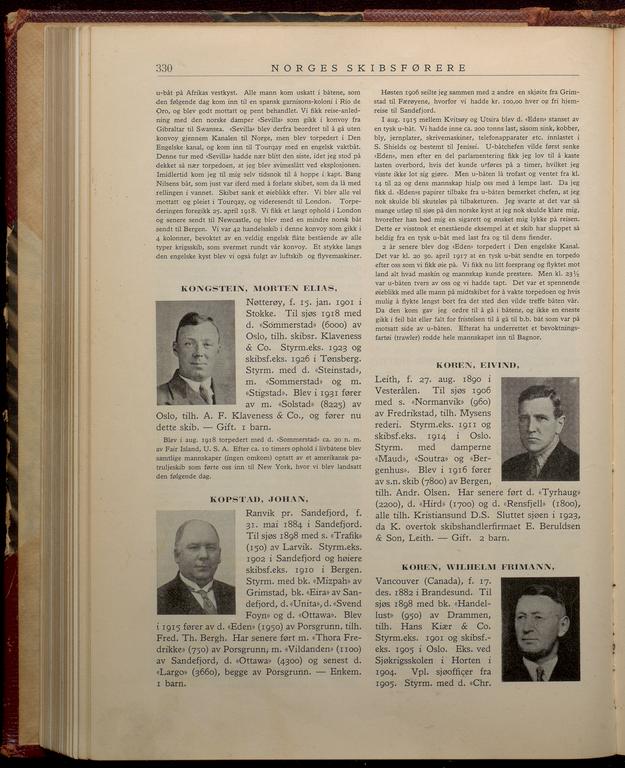 330
NORGES SKIBSFØRERE
u-båt på Afrikas vestkyst. Alle mann kom uskatt i båtene, som
den følgende dag kom inn til en spansk garnisons-koloni i Rio de
Oro, og blev godt mottatt og pent behandlet. Vi fikk reise-anled-
ning med den norske damper «Sevilla» som gikk i konvoy fra
Gibraltar til Swansea. «Sevilla» blev derfra beordret til å gå uten
konvoy gjennem Kanalen til Norge, men blev torpedert i Den
Engelske kanal, og kom inn til Tourqay med en engelsk vaktbåt.
Denne tur med «Sevilla» hadde nær blitt den siste, idet jeg stod på
dekket så nær torpedoen, at jeg blev svimeslått ved eksplosjonen.
Imidlertid kom jeg til mig selv tidsnok til å hoppe i kapt. Bang
Nilsens båt, som just var iferd med å forlate skibet, som da lå med
rellingen i vannet. Skibet sank et øieblikk efter. Vi blev alle vel
mottatt og pleiet i Tourqay, og videresendt til London. Torpe-
deringen foregikk 25. april 1918. Vi fikk et langt ophold i London
og senere sendt til Newcastle, og blev med en mindre norsk båt
sendt til Bergen. Vi var 42 handelsskib i denne konvoy som gikk i
4 kolonner, bevoktet av en veldig engelsk flåte bestående av alle
typer krigsskib, som svermet rundt vår konvoy. Et stykke langs
den engelske kyst blev vi også fulgt av luftskib og flyvemaskiner.
KONGSTEIN, MORTEN ELIAS,
Nøtterøy, f. 15. jan. 1901 i
Stokke. Til sjøs 1918 med
d. «Sommerstad» (6000) av
Oslo, tilh. skibsr. Klaveness
& Co. Styrm.eks. 1923 og
skibsf.eks. 1926 i Tønsberg.
Styrm. med d. «Steinstad»,
m. «Sommerstad» og m.
«Stigstad». Blev i 1931 fører
av m. «Solstad» (8225) av
Oslo, tilh. A. F. Klaveness & Co., og fører nu
dette skib. — Gift. 1 barn.
Blev i aug. 1918 torpedert med d. «Sommerstad» ca. 20 n. m.
av Fair Island, U. S. A. Efter ca. 10 timers ophold i livbåtene blev
samtlige mannskaper (ingen omkom) optatt av et amerikansk pa-
truljeskib som førte oss inn til New York, hvor vi blev landsatt
den følgende dag.
KOPSTAD, JOHAN,
Ranvik pr. Sandefjord, f.
31. mai 1884 i Sandefjord.
Til sjøs 1898 med s. «Trafik»
(150) av Larvik. Styrm.eks.
1902 i Sandefjord og høiere
skibsf.eks. 1910 i Bergen.
Styrm. med bk. «Mizpah» av
Grimstad, bk. «Eira» av San-
defjord, d. «Unita», d. «Svend
Foyn» og d. «Ottawa». Blev
i 1915 fører av d. «Eden» (1950) av Porsgrunn, tilh.
Fred. Th. Bergh. Har senere ført m. «Thora Fre-
drikke» (750) av Porsgrunn, m. «Vildanden» (1100)
av Sandefjord, d. «Ottawa» (4300) og senest d.
«Largo» (3660), begge av Porsgrunn. — Enkem.
1 barn.
Høsten 1906 seilte jeg sammen med 2 andre en skjøite fra Grim-
stad til Færøyene, hvorfor vi hadde kr. 100,00 hver og fri hjem-
reise til Sandefjord.
I aug. 1915 mellem Kvitsøy og Utsira blev d. «Eden» stanset av
en tysk u-båt. Vi hadde inne ca. 200 tonns last, såsom sink, kobber,
bly, jernplater, skrivemaskiner, telefonapparater etc. innlastet i
S. Shields og bestemt til Jenisei. U-båtchefen vilde først senke
«Eden», men efter en del parlamentering fikk jeg lov til å kaste
lasten overbord, hvis det kunde utføres på 2 timer, hvilket jeg
visste ikke lot sig gjøre. Men u-båten lå trofast og ventet fra kl.
14 til 22 og dens mannskap hjalp oss med å lempe last. Da jeg
fikk d. «Edens» papirer tilbake fra u-båten bemerket chefen, at jeg
nok skulde bli skuteløs på tilbaketuren. Jeg svarte at det var så
mange utløp til sjøs på den norske kyst at jeg nok skulde klare mig,
hvorefter han bød mig en sigarett og ønsket mig lykke på reisen.
Dette er visstnok et enestående eksempel at et skib har sluppet så
heldig fra en tysk u-båt med last fra og til dens fiender.
2 år senere blev dog «Eden» torpedert i Den engelske Kanal.
Det var kl. 20 30. april 1917 at en tysk u-båt sendte en torpedo
efter oss som vi fikk øie på. Vi fikk nu litt forsprang og flyktet mot
land alt hvad maskin og mannskap kunde prestere. Men kl. 23½
var u-båten tvers av oss og vi hadde tapt. Det var et spennende
øieblikk med alle mann på midtskibet for å vakte torpedoen og hvis
mulig å flykte lengst bort fra det sted den vilde treffe båten vår.
Da den kom gav jeg ordre til å gå i båtene, og ikke en eneste
gikk i feil båt eller falt for fristelsen til å gå til b.b. båt som var på
motsatt side av u-båten. Efterat ha underrettet et bevoktnings-
fartøi (trawler) rodde hele mannskapet inn til Bagnor.
KOREN, EIVIND,
Leith, f. 27. aug. 1890 i
Vesterålen. Til sjøs 1906
med s. «Normanvik» (960)
av Fredrikstad, tilh. Mysens
rederi. Styrm.eks. 1911 og
skibsf.eks. 1914 i Oslo.
Styrm. med damperne
«Maud», «Soutra» og «Ber-
genhus». Blev i 1916 fører
av s.n. skib (7800) av Bergen,
tilh. Andr. Olsen. Har senere ført d. «Tyrhaug»
(2200), d. «Hird» (1700) og d. «Rensfjell» (1800),
alle tilh. Kristiansund D.S. Sluttet sjøen i 1923,
da K. overtok skibshandlerfirmaet E. Beruldsen
& Son, Leith. — Gift. 2 barn.
KOREN, WILHELM FRIMANN,
Vancouver (Canada), f. 17.
des. 1882 i Brandesund. Til
sjøs 1898 med bk. «Handel-
lust» (950) av Drammen,
tilh. Hans Kiær & Co.
Styrm.eks. 1901 og skibsf.-
eks. 1905 i Oslo. Eks. ved
Sjøkrigsskolen i Horten i
1904. Vpl. sjøofficer fra
1905. Styrm. med d. «Chr.